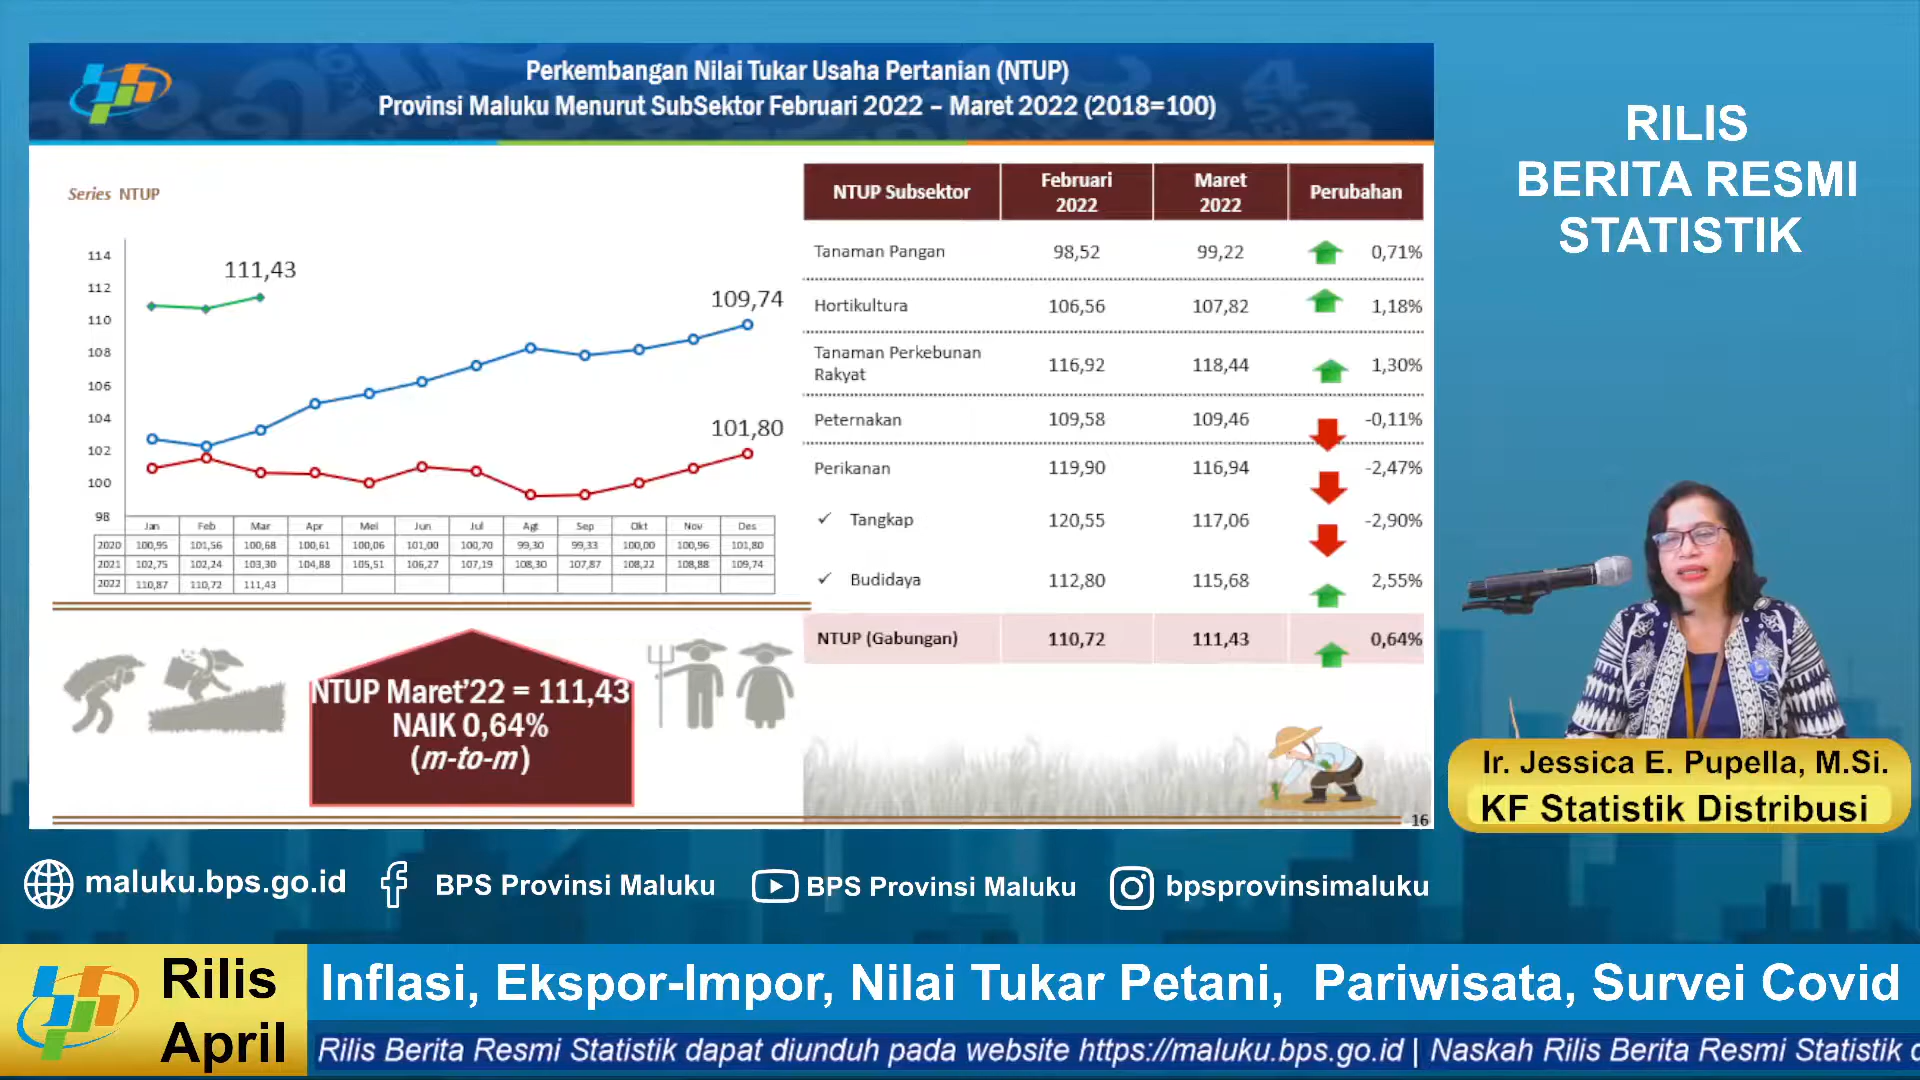 Perkembangan Nilai Tukar Usaha Pertanian (NTUP)
Provinsi Maluku Menurut SubSektor Februari 2022 – Maret 2022 (2018=100)
Series NTUP
114
112
110
108
106
104
102
100
98
111,43
109,74
101,80
Jan Feb Mar Apr Mei Jun Jul Agt Sep Okt Nov Des
2020 100,95 101,56 100,68 100,61 100,06 101,00 100,70 99,30 99,33 100,00 100,96 101,80
2021 102,75 102,24 103,30 104,88 105,51 106,27 107,19 108,30 107,87 108,22 108,88 109,74
2022 110,87 110,72 111,43
NTUP Maret’22 = 111,43
NAIK 0,64%
(m-to-m)
NTUP Subsektor Februari 2022 Maret 2022 Perubahan
Tanaman Pangan 98,52 99,22 0,71%
Hortikultura 106,56 107,82 1,18%
Tanaman Perkebunan Rakyat 116,92 118,44 1,30%
Peternakan 109,58 109,46 -0,11%
Perikanan 119,90 116,94 -2,47%
✓ Tangkap 120,55 117,06 -2,90%
✓ Budidaya 112,80 115,68 2,55%
NTUP (Gabungan) 110,72 111,43 0,64%
16
RILIS
BERITA RESMI
STATISTIK
Ir. Jessica E. Pupella, M.Si.
KF Statistik Distribusi
maluku.bps.go.id BPS Provinsi Maluku BPS Provinsi Maluku bpsprovinsimaluku
Rilis
April
Inflasi, Ekspor-Impor, Nilai Tukar Petani, Pariwisata, Survei Covid
Rilis Berita Resmi Statistik dapat diunduh pada website https://maluku.bps.go.id | Naskah Rilis Berita Resmi Statistik d